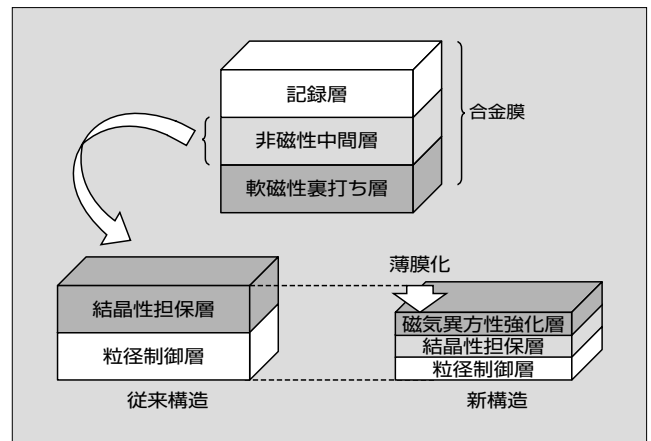 記録層
非磁性中間層
軟磁性裏打ち層
合金膜
薄膜化
結晶性担保層
粒径制御層
従来構造
磁気異方性強化層
結晶性担保層
粒径制御層
新構造